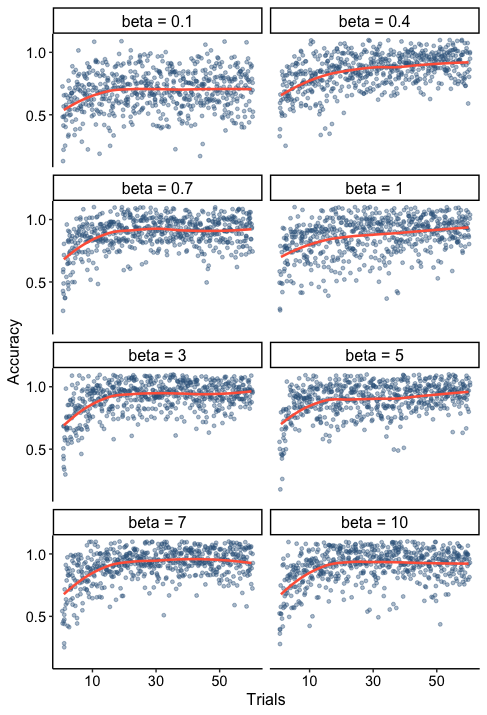 beta = 0.1
beta = 0.4
1.0
0.5
beta = 0.7
beta = 1
1.0
0.5
Accuracy
beta = 3
beta = 5
1.0
0.5
beta = 7
beta = 10
1.0
0.5
10 30 50 10 30 50
Trials